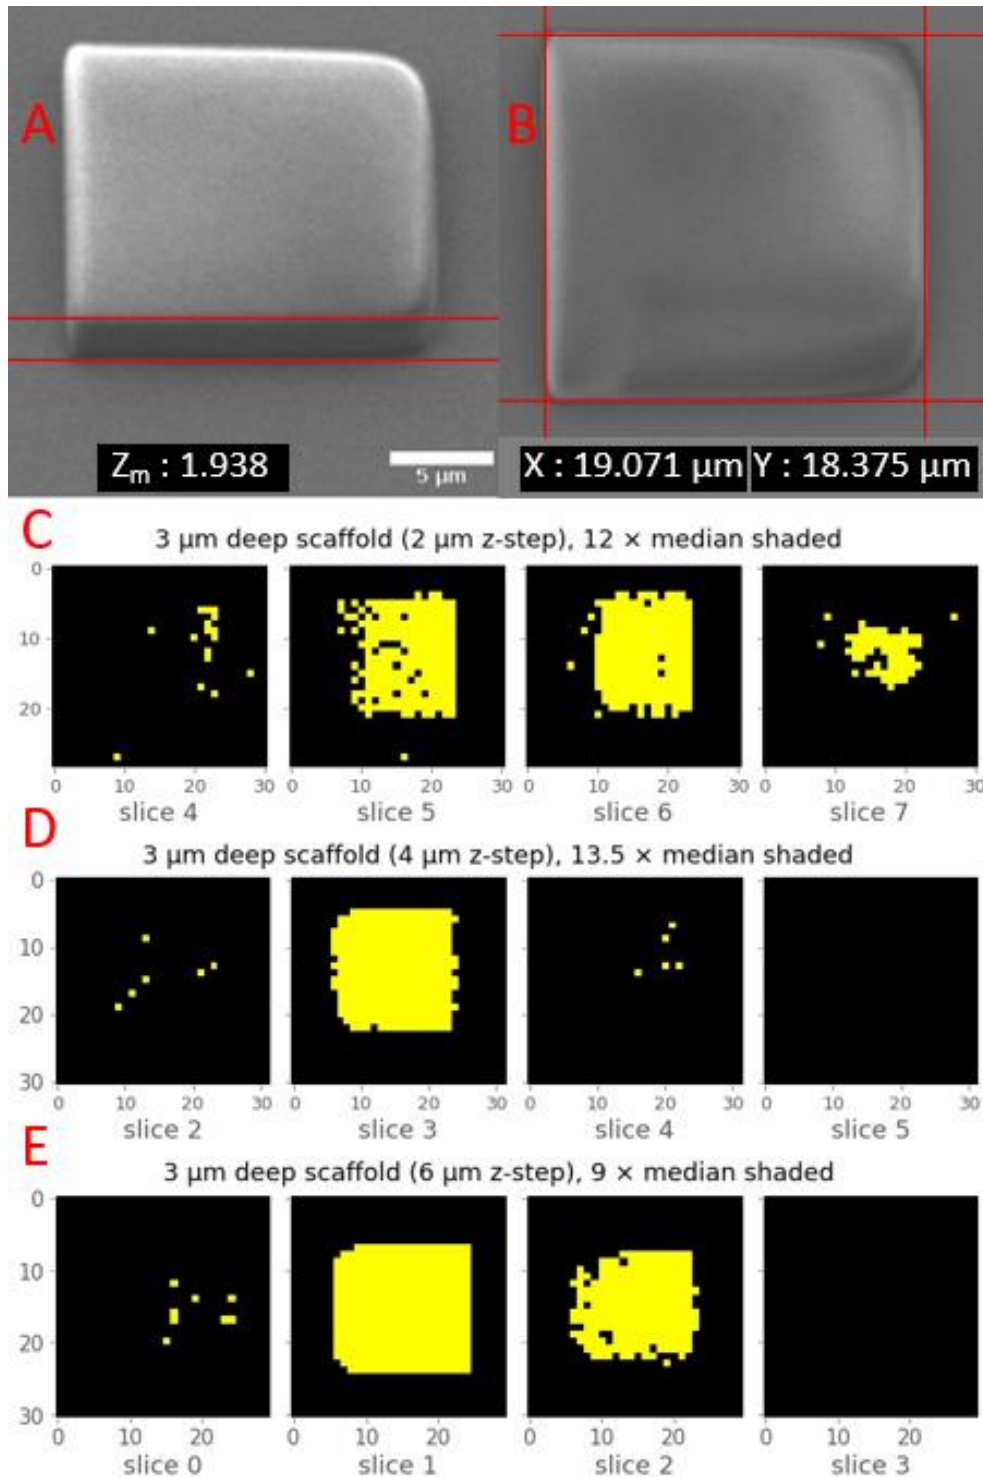 A
B
Zm : 1.938
5 μm
X : 19.071 μm
Y : 18.375 μm
C
3 μm deep scaffold (2 μm z-step), 12 × median shaded
0
10
20
0 10 20 30
0 10 20 30
0 10 20 30
0 10 20 30
slice 4
slice 5
slice 6
slice 7
D
3 μm deep scaffold (4 μm z-step), 13.5 × median shaded
0
10
20
30
0 10 20 30
0 10 20 30
0 10 20 30
0 10 20 30
slice 2
slice 3
slice 4
slice 5
E
3 μm deep scaffold (6 μm z-step), 9 × median shaded
0
10
20
30
0 10 20
0 10 20
0 10 20
0 10 20
slice 0
slice 1
slice 2
slice 3